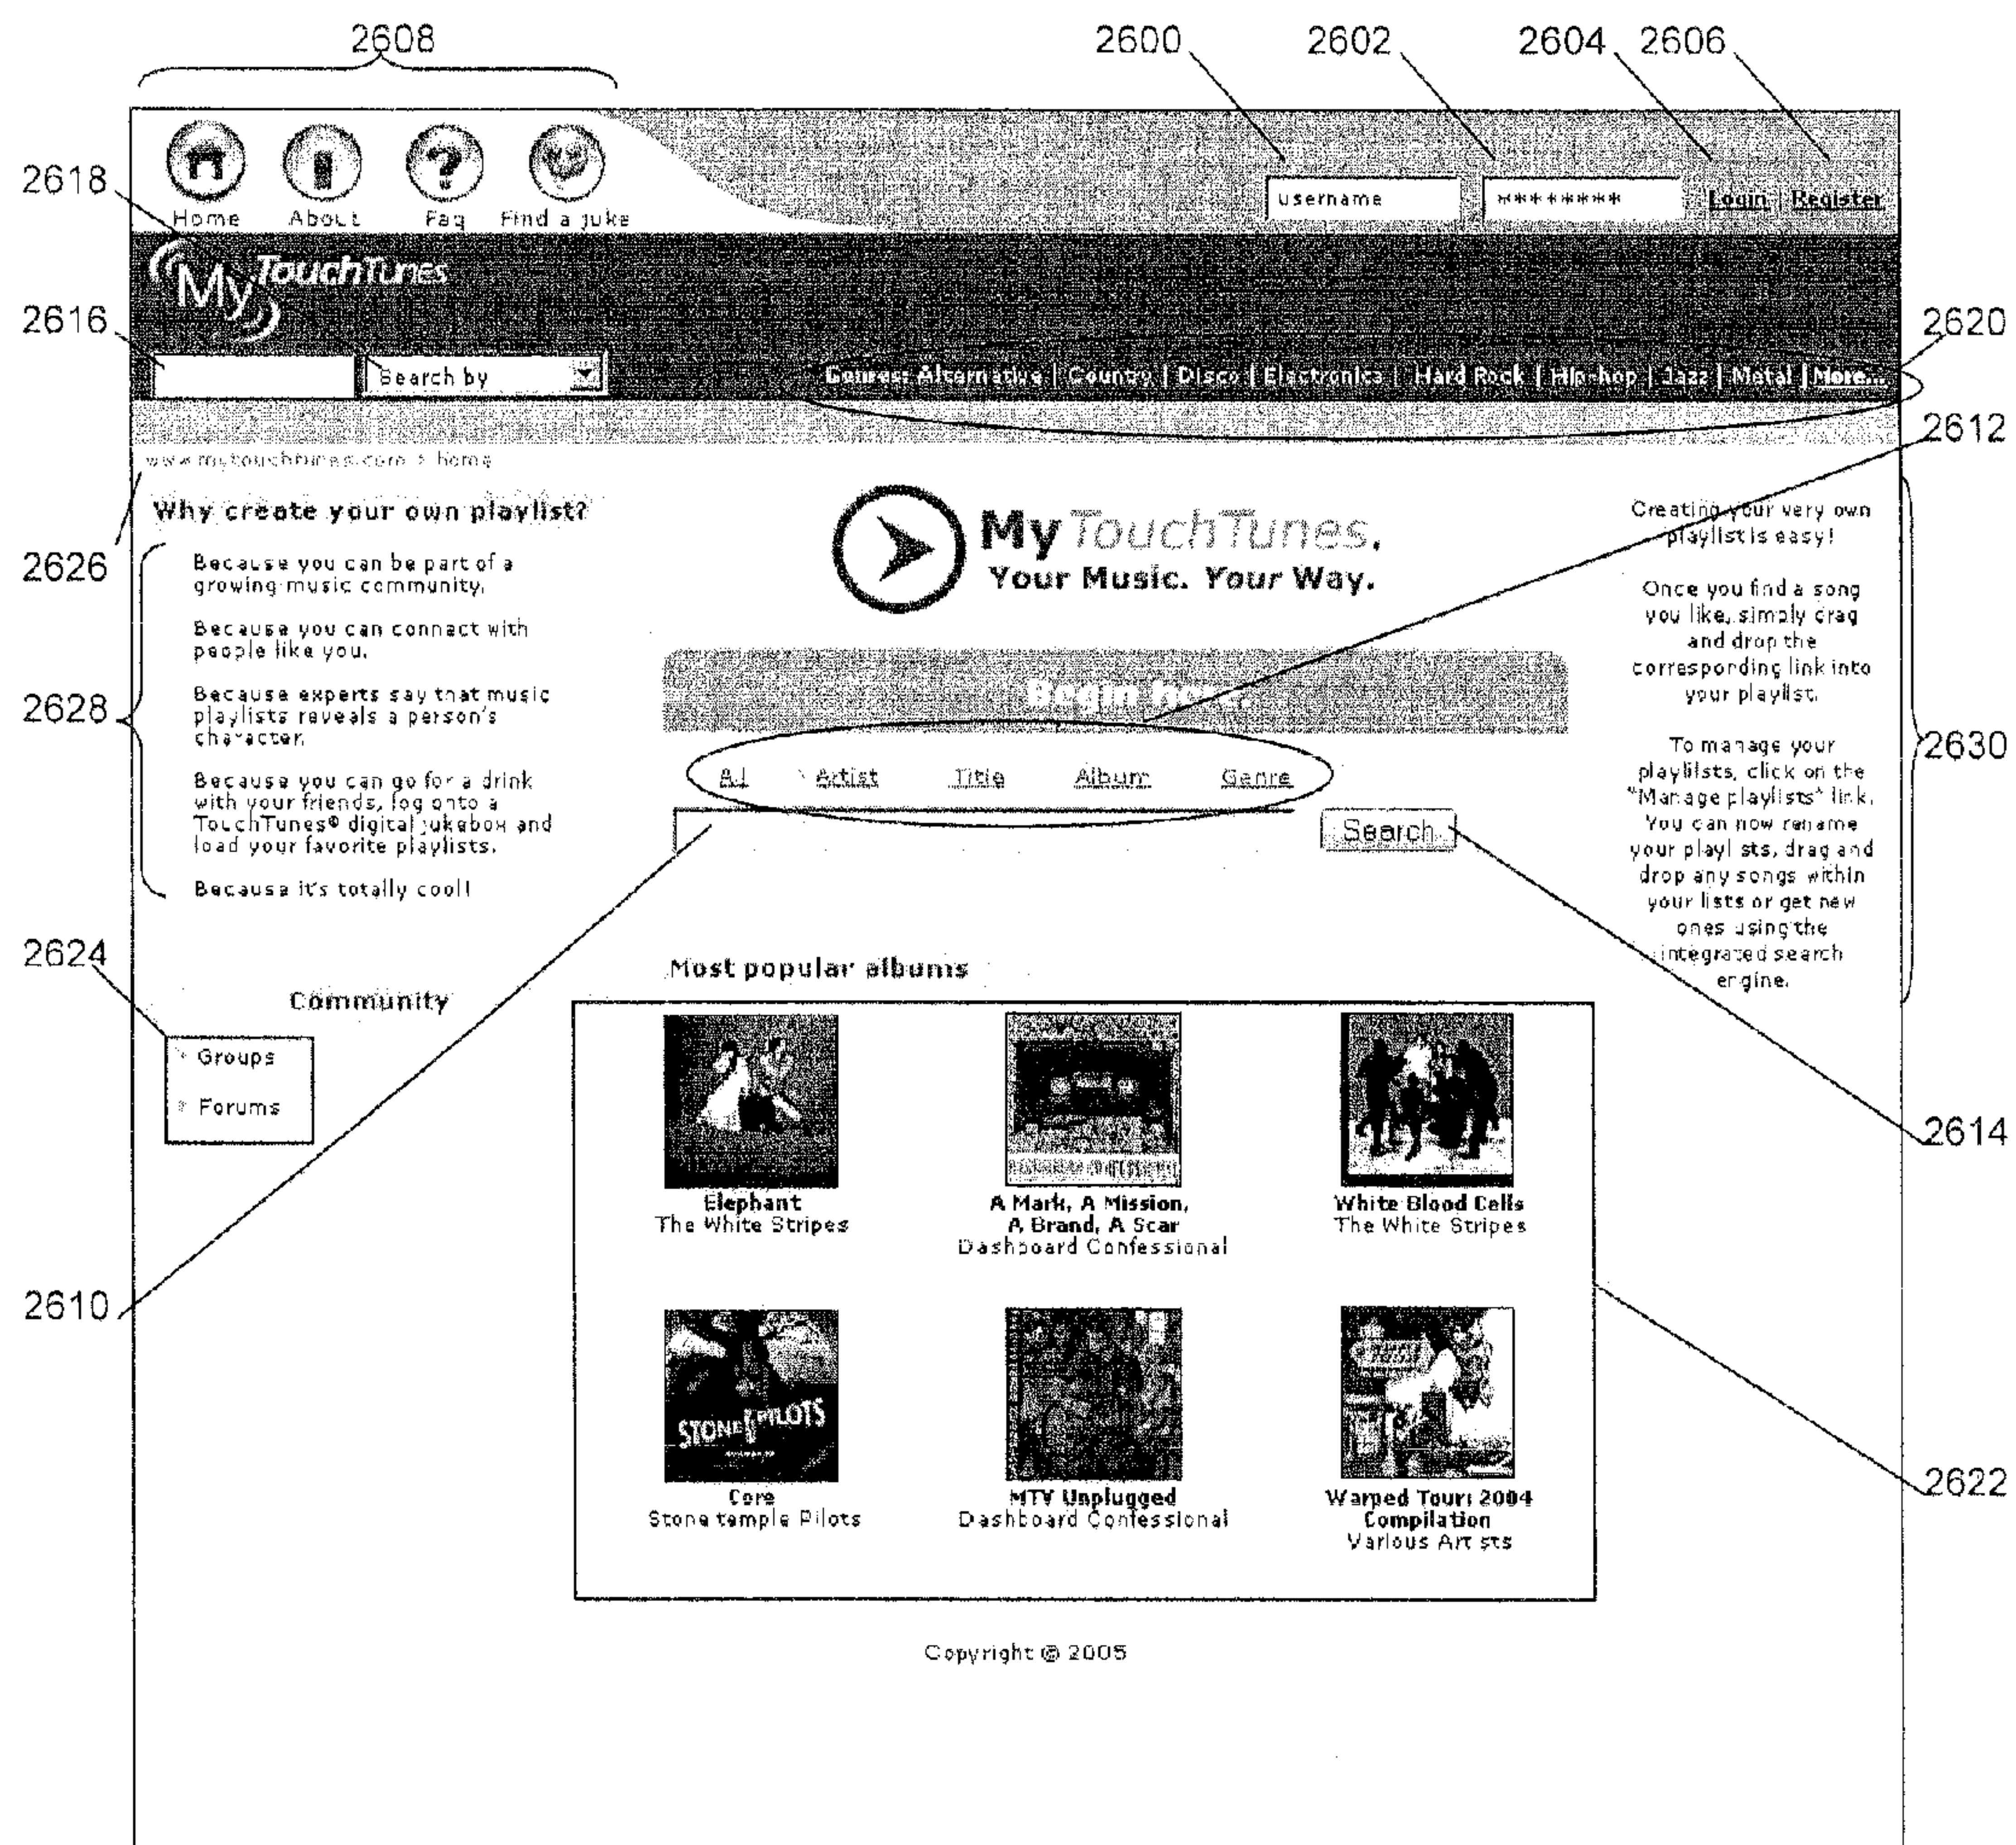 2608
2600
2602
2604
2606
Home
About
Faq
Find a juke
username
********
Login | Register
2618
My TouchTunes
2616
Search by
Genres: Alternative | Country | Disco | Electronica | Hard Rock | Hip-hop | Jazz | Metal | More...
2620
2612
www.mytouchtunes.com > home
2626
Why create your own playlist?
Because you can be part of a
growing music community.
Because you can connect with
people like you.
2628
Because experts say that music
playlists reveals a person's
character.
Because you can go for a drink
with your friends, log onto a
TouchTunes® digital jukebox and
load your favorite playlists.
Because it's totally cool!
My TouchTunes.
Your Music. Your Way.
Begin here.
All
Artist
Title
Album
Genre
Search
Creating your very own
playlist is easy!
Once you find a song
you like, simply drag
and drop the
corresponding link into
your playlist.
2630
To manage your
playlists, click on the
"Manage playlists" link.
You can now rename
your playlists, drag and
drop any songs within
your lists or get new
ones using the
integrated search
engine.
2624
Community
Groups
Forums
2614
2610
Most popular albums
Elephant
The White Stripes
A Mark, A Mission,
A Brand, A Scar
Dashboard Confessional
White Blood Cells
The White Stripes
STONE PILOTS
Core
Stone temple Pilots
MTV Unplugged
Dashboard Confessional
Warped Tour: 2004
Compilation
Various Artists
2622
Copyright © 2005